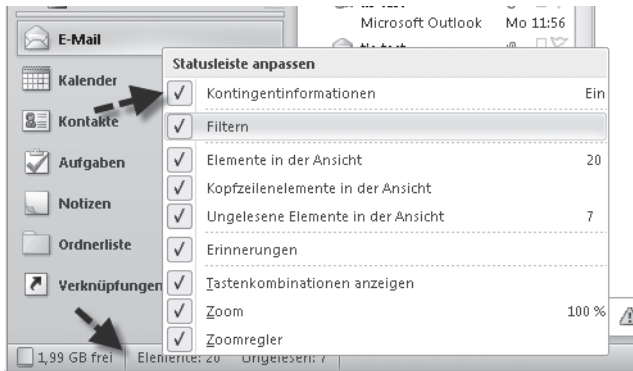 Microsoft Outlook Mo 11:56
E-Mail
Statusleiste anpassen
Kalender
Kontingentinformationen Ein
Kontakte
Filtern
Aufgaben
Elemente in der Ansicht 20
Kopfzeilenelemente in der Ansicht
Notizen
Ungelesene Elemente in der Ansicht 7
Ordnerliste
Erinnerungen
Verknüpfungen
Tastenkombinationen anzeigen
Zoom 100 %
Zoomregler
1,99 GB frei Elemente: 20 Ungelesen: 7